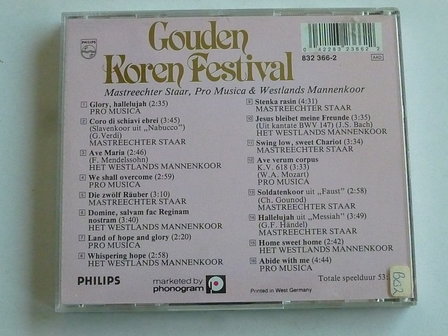 PHILIPS
Gouden
Koren Festival
0 42283 23662 2
832 366-2
AAD
Mastreechter Staar, Pro Musica & Westlands Mannenkoor
1 Glory, hallelujah (2:35)
PRO MUSICA
2 Coro di schiavi ebrei (3:45)
(Slavenkoor uit „Nabucco”)
(G.Verdi)
MASTREECHTER STAAR
3 Ave Maria (2:46)
(F. Mendelssohn)
HET WESTLANDS MANNENKOOR
4 We shall overcome (2:59)
PRO MUSICA
5 Die zwölf Räuber (3:10)
MASTREECHTER STAAR
6 Domine, salvam fac Reginam
nostram (3:40)
HET WESTLANDS MANNENKOOR
7 Land of hope and glory (2:20)
PRO MUSICA
8 Whispering hope (2:58)
HET WESTLANDS MANNENKOOR
9 Stenka rasin (4:31)
MASTREECHTER STAAR
10 Jesus bleibet meine Freunde (3:35)
(Uit kantate BWV 147) (J.S. Bach)
HET WESTLANDS MANNENKOOR
11 Swing low, sweet Chariot (3:34)
MASTREECHTER STAAR
12 Ave verum corpus
K.V. 618 (3:33)
(W.A. Mozart)
PRO MUSICA
13 Soldatenkoor uit „Faust” (2:58)
(Ch. Gounod)
MASTREECHTER STAAR
14 Hallelujah uit „Messiah” (3:49)
(G.F. Händel)
MASTREECHTER STAAR
15 Home sweet home (2:42)
HET WESTLANDS MANNENKOOR
16 Abide with me (4:44)
PRO MUSICA
Totale speelduur 53:
PHILIPS
marketed by
phonogram
Printed in West Germany